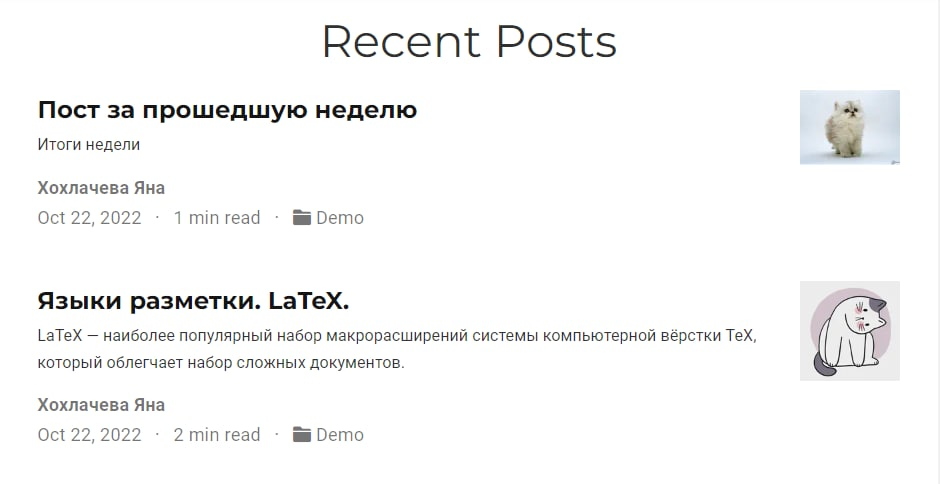 Recent Posts
Пост за прошедшую неделю
Итоги недели
Хохлачева Яна
Oct 22, 2022 · 1 min read · Demo
Языки разметки. LaTeX.
LaTeX — наиболее популярный набор макрорасширений системы компьютерной вёрстки TeX,
который облегчает набор сложных документов.
Хохлачева Яна
Oct 22, 2022 · 2 min read · Demo